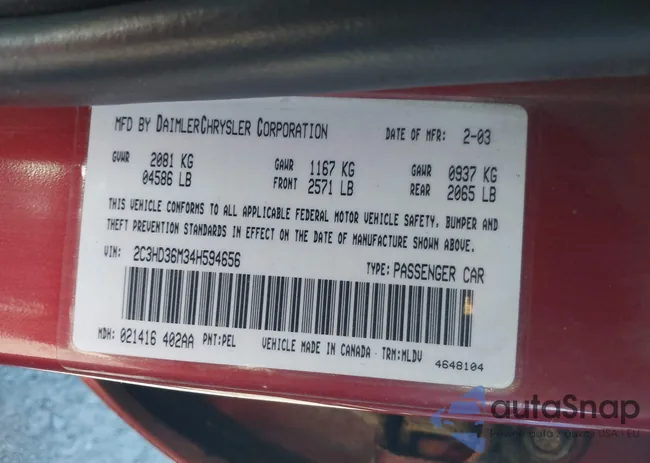 MFD BY DAIMLERCHRYSLER CORPORATION DATE OF MFR: 2-03
GVWR 2081 KG GAWR 1167 KG GAWR 0937 KG
04586 LB FRONT 2571 LB REAR 2065 LB
THIS VEHICLE CONFORMS TO ALL APPLICABLE FEDERAL MOTOR VEHICLE SAFETY, BUMPER AND
THEFT PREVENTION STANDARDS IN EFFECT ON THE DATE OF MANUFACTURE SHOWN ABOVE.
VIN: 2C3HD36M34H594656 TYPE: PASSENGER CAR
MDH: 021416 402AA PNT:PEL VEHICLE MADE IN CANADA - TRM:MLDV
4648104
autaSnap